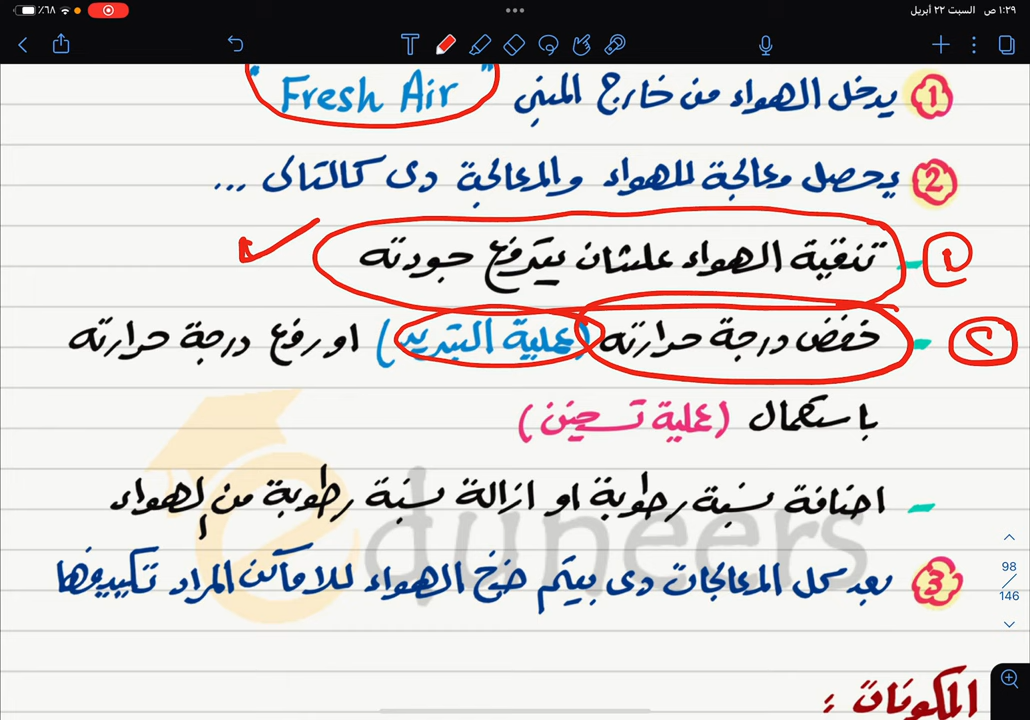 ١:٢٩ ص السبت ٢٢ أبريل
٪٦٨
① يدخل الهواء من خارج المبنى "Fresh Air"
② يحصل معالجة للهواء والمعالجة دى كالتالى ...
① - تنقية الهواء علشان يترفع جودته
② - خفض درجة حرارته (عملية التبريد) او رفع درجة حرارته
باستعمال (عملية تسخين)
- اضافة نسبة رطوبة او ازالة نسبة رطوبة من الهواء
③ بعد كل المعالجات دى بيتم ضخ الهواء للاماكن المراد تكييفها
المكونات :
eduneers
98
146